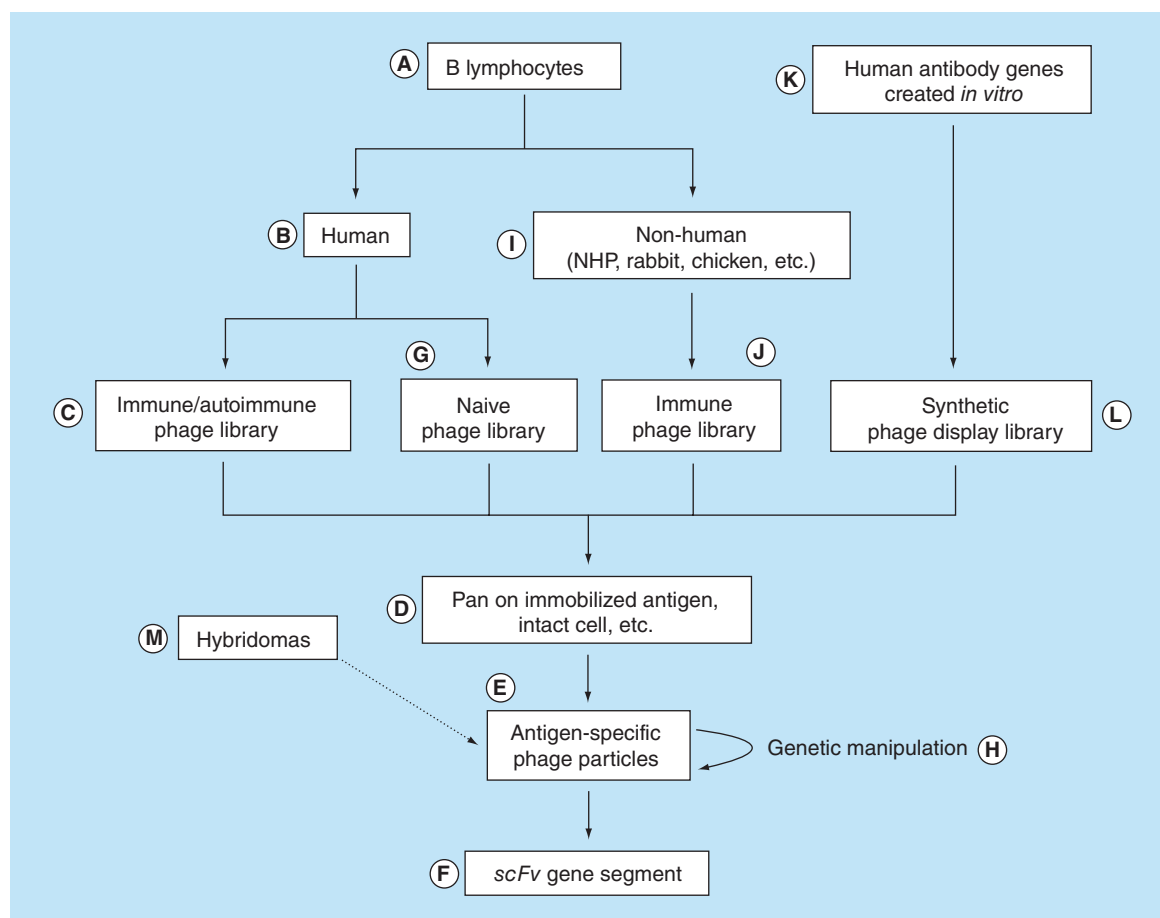 A
B lymphocytes
K
Human antibody genes
created in vitro
B
Human
I
Non-human
(NHP, rabbit, chicken, etc.)
G
J
C
Immune/autoimmune
phage library
Naive
phage library
Immune
phage library
Synthetic
phage display library
L
D
Pan on immobilized antigen,
intact cell, etc.
M
Hybridomas
E
Antigen-specific
phage particles
Genetic manipulation
H
F
scFv gene segment